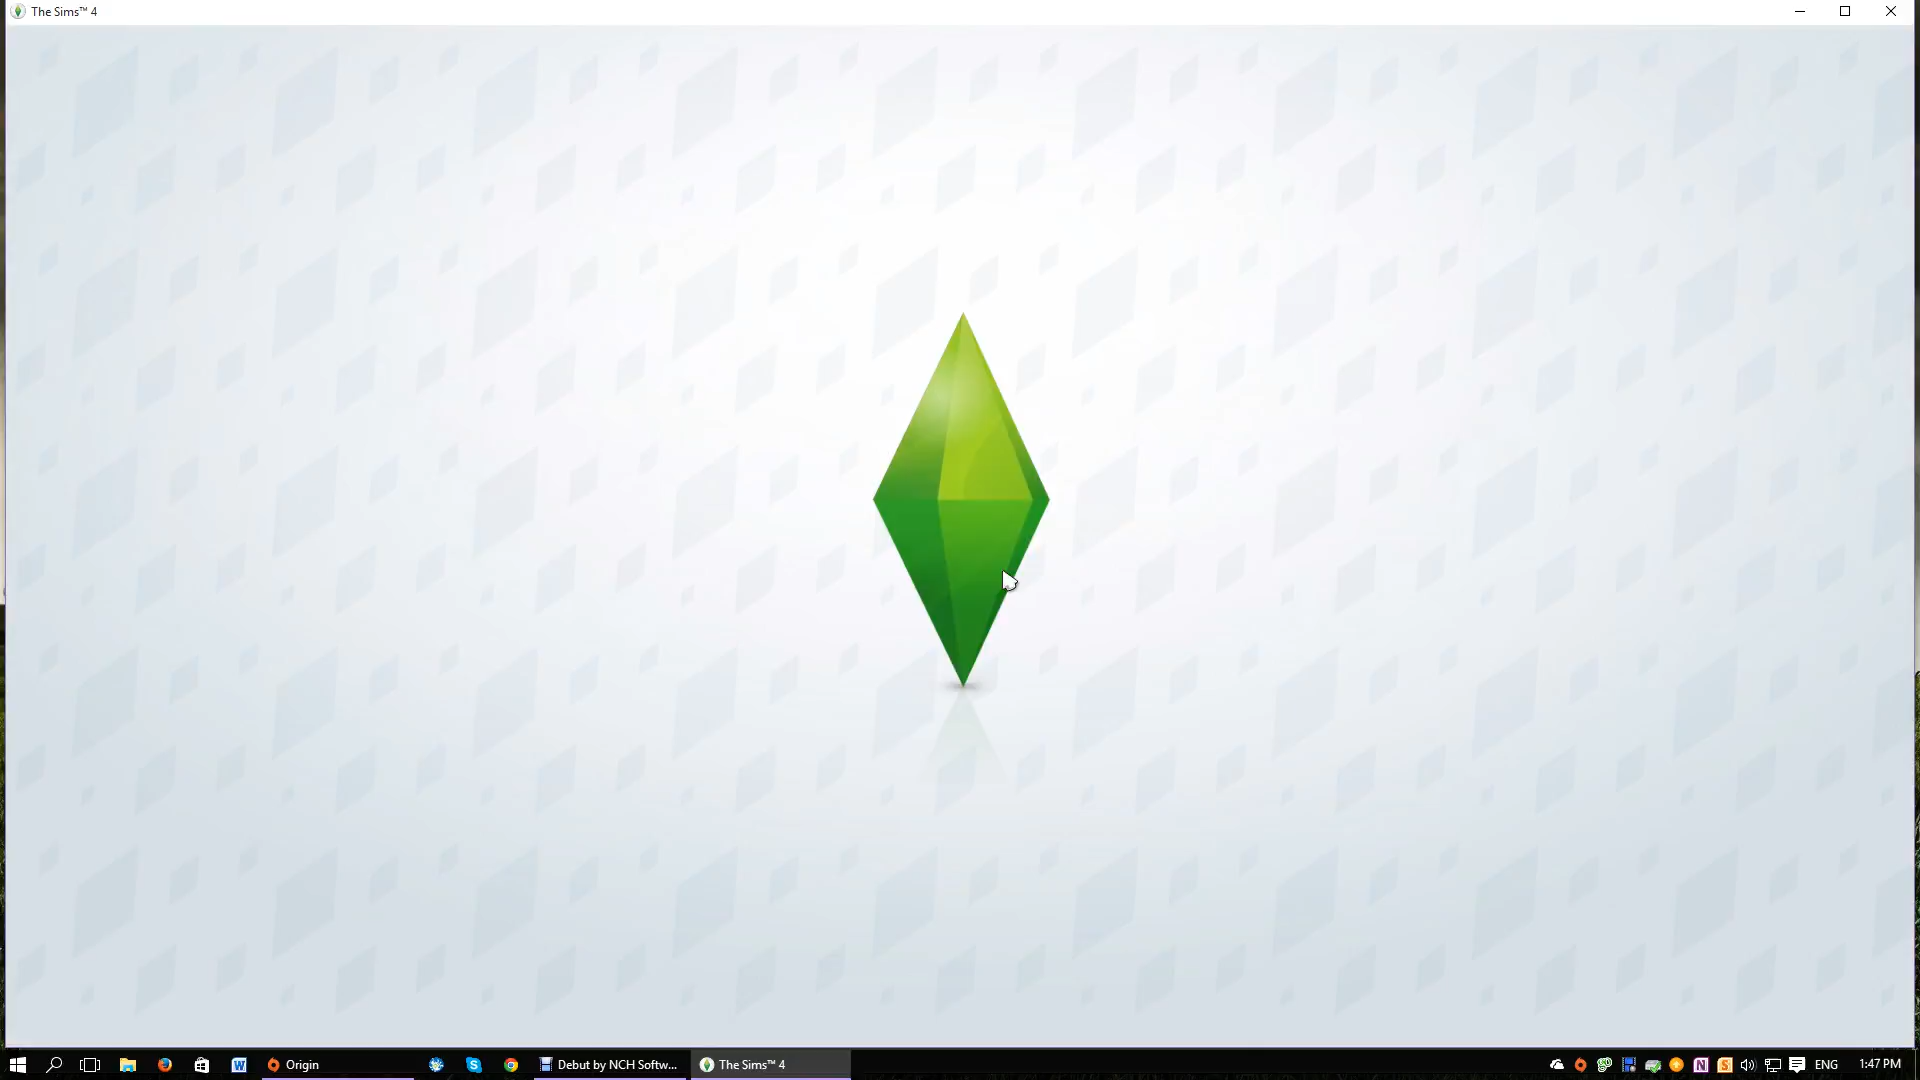 The Sims™ 4
Origin
Debut by NCH Softw...
The Sims™ 4
ENG
1:47 PM